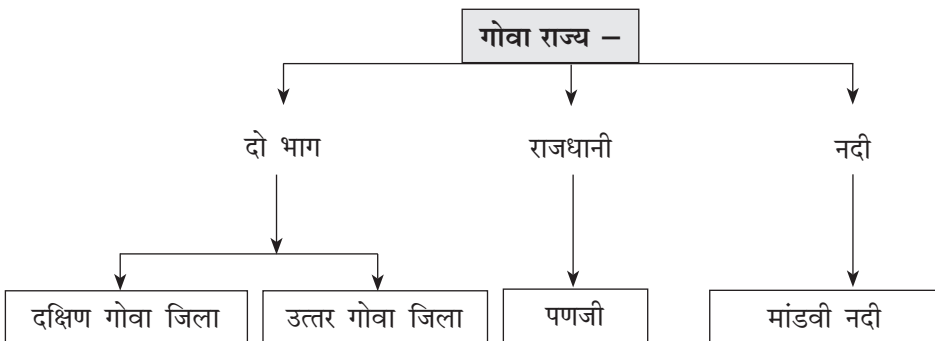 गोवा राज्य –
दो भाग राजधानी नदी
दक्षिण गोवा जिला उत्तर गोवा जिला पणजी मांडवी नदी